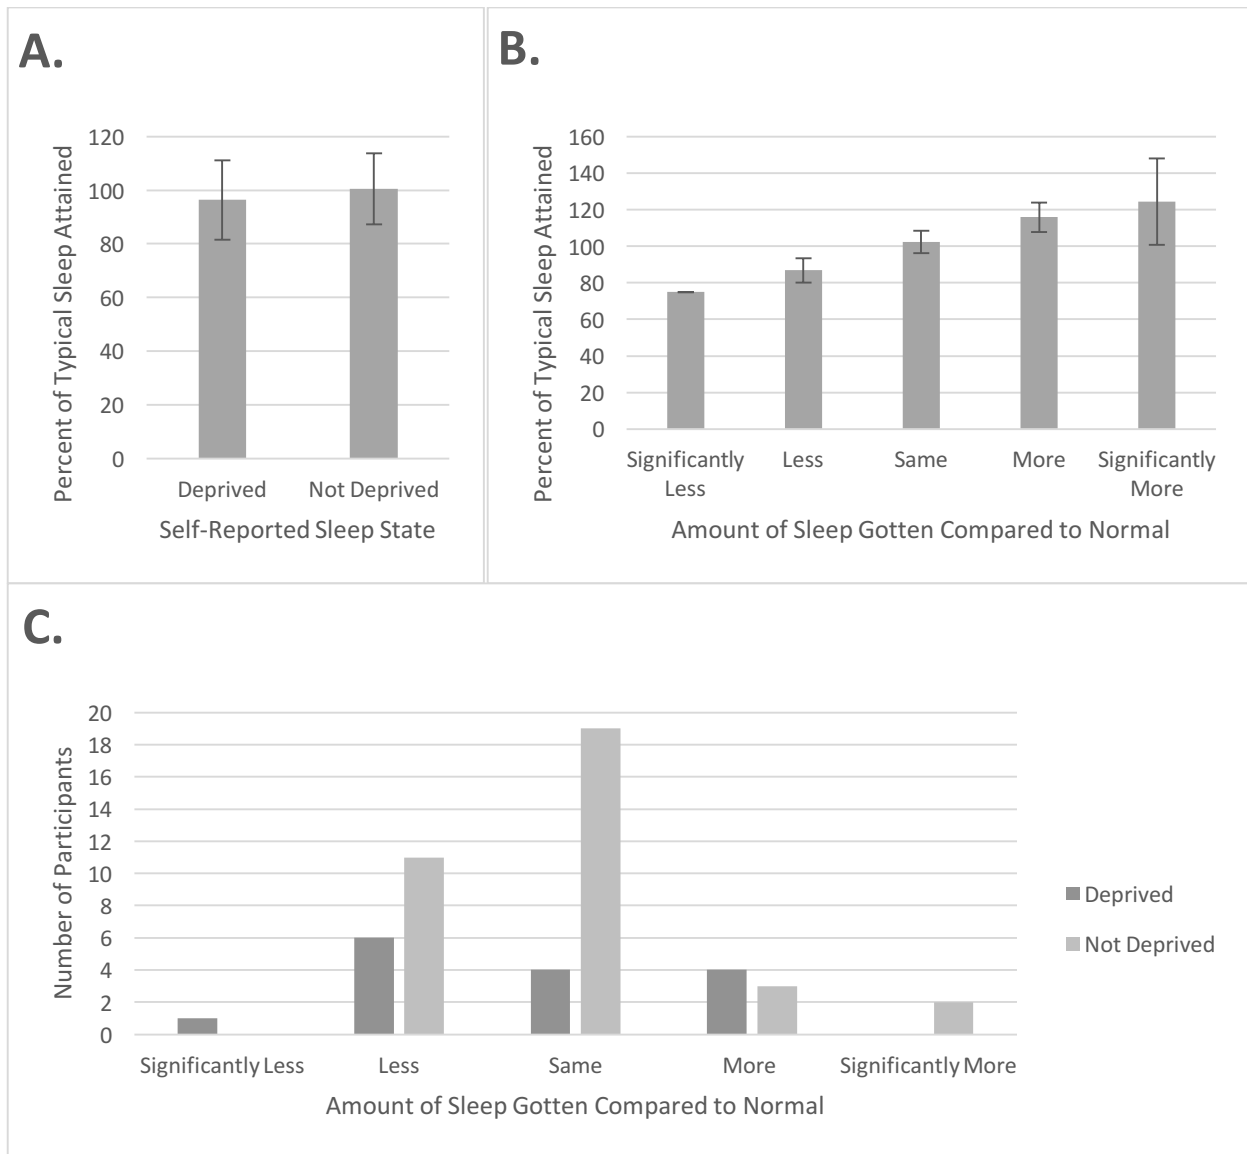 A.
Percent of Typical Sleep Attained
120
100
80
60
40
20
0
Deprived
Not Deprived
Self-Reported Sleep State
B.
Percent of Typical Sleep Attained
160
140
120
100
80
60
40
20
0
Significantly
Less
Less
Same
More
Significantly
More
Amount of Sleep Gotten Compared to Normal
C.
Number of Participants
20
18
16
14
12
10
8
6
4
2
0
Significantly Less
Less
Same
More
Significantly More
Amount of Sleep Gotten Compared to Normal
Deprived
Not Deprived